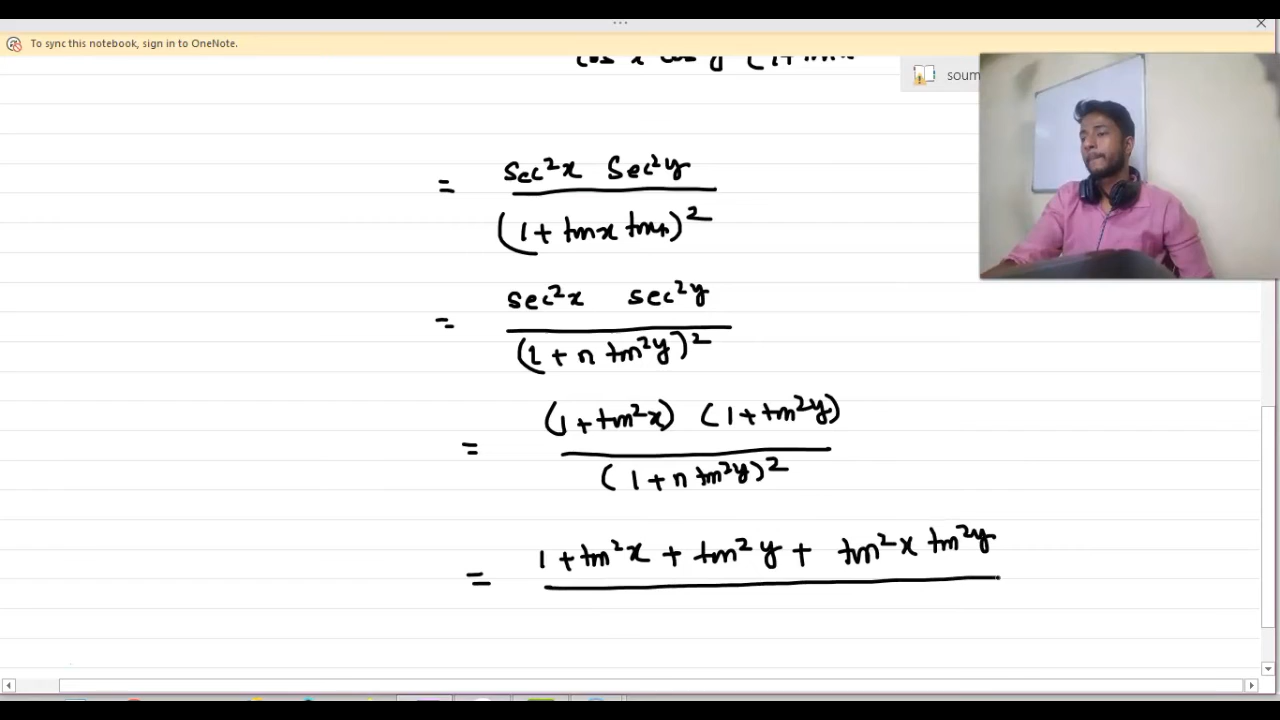 To sync this notebook, sign in to OneNote.
soum
= sec²x sec²y
(1 + tanx tany)²
= sec²x sec²y
(1 + n tan²y)²
= (1 + tan²x) (1 + tan²y)
(1 + n tan²y)²
= 1 + tan²x + tan²y + tan²x tan²y